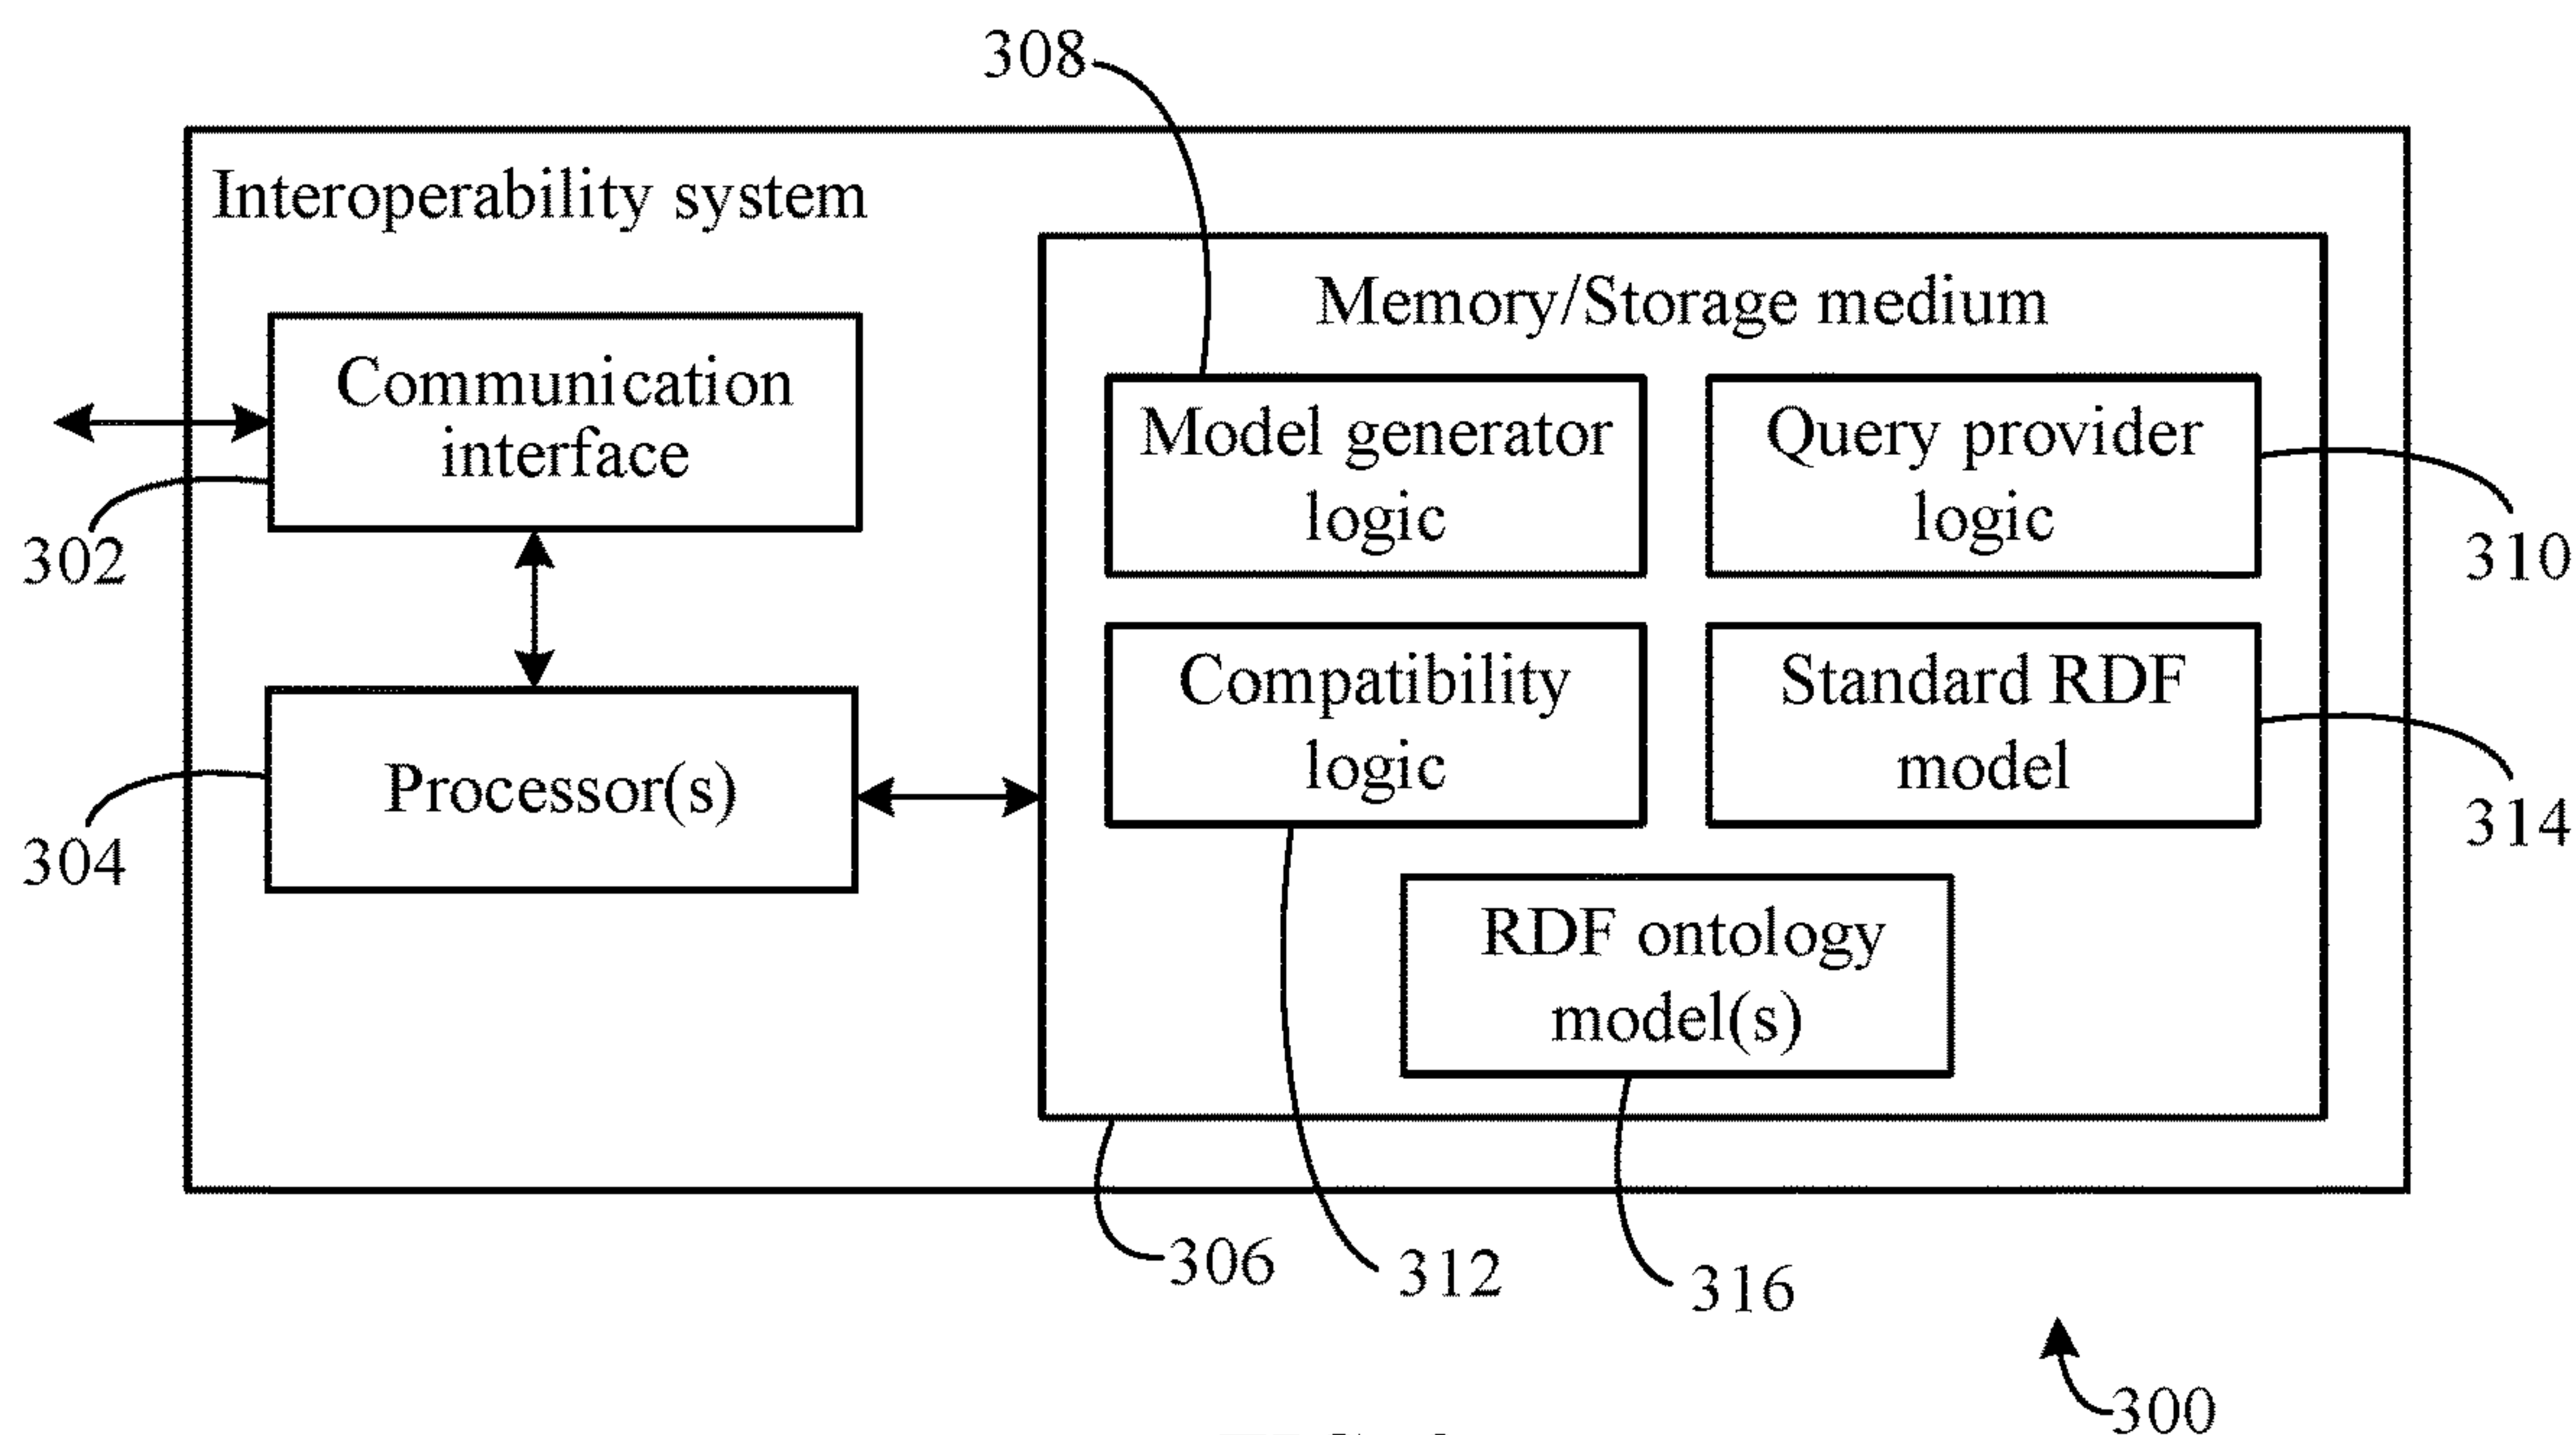 308
Interoperability system
Memory/Storage medium
Communication
interface
Model generator
logic
Query provider
logic
302
310
Compatibility
logic
Standard RDF
model
Processor(s)
304
314
RDF ontology
model(s)
306
312
316
300